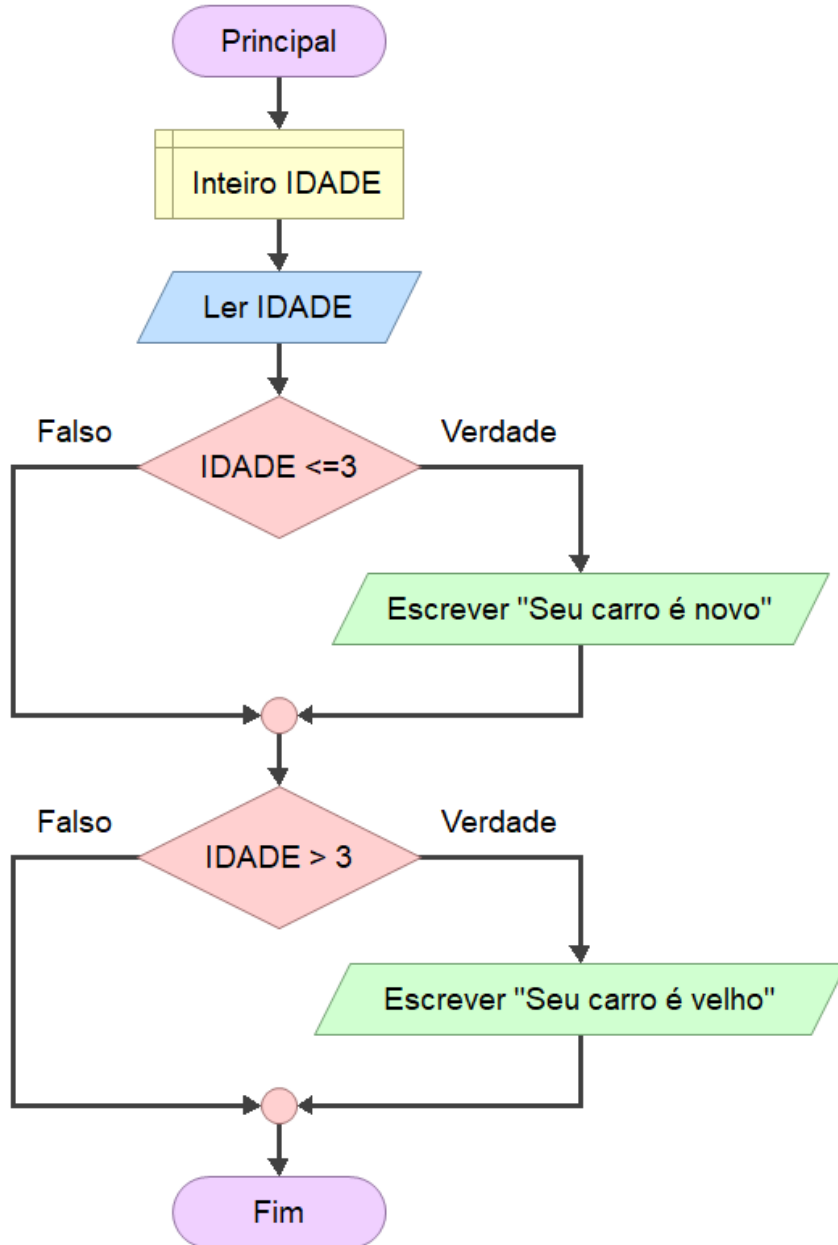 Principal
Inteiro IDADE
Ler IDADE
Falso
Verdade
IDADE <=3
Escrever "Seu carro é novo"
Falso
Verdade
IDADE > 3
Escrever "Seu carro é velho"
Fim